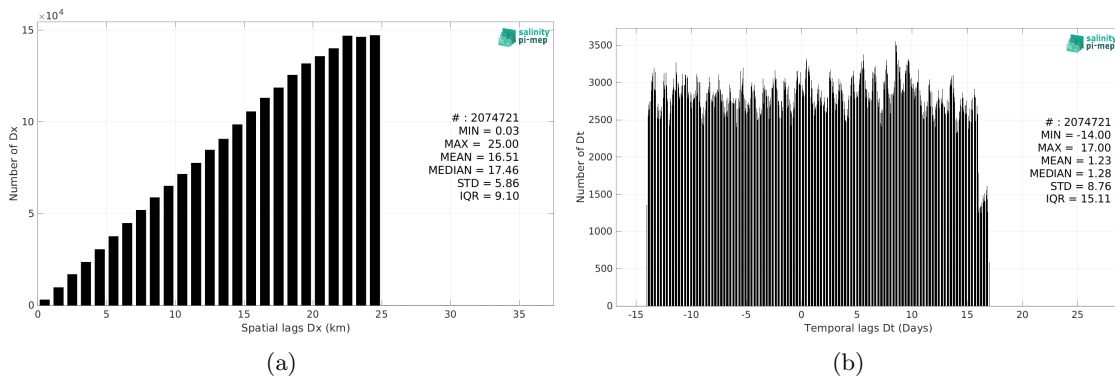 ×10⁴
15
10
5
0
Number of Dx
0 5 10 15 20 25 30 35
Spatial lags Dx (km)
salinity
pi-mep
# : 2074721
MIN = 0.03
MAX = 25.00
MEAN = 16.51
MEDIAN = 17.46
STD = 5.86
IQR = 9.10
(a)
3500
3000
2500
2000
1500
1000
500
0
Number of Dt
-15 -10 -5 0 5 10 15 20 25
Temporal lags Dt (Days)
salinity
pi-mep
# : 2074721
MIN = -14.00
MAX = 17.00
MEAN = 1.23
MEDIAN = 1.28
STD = 8.76
IQR = 15.11
(b)